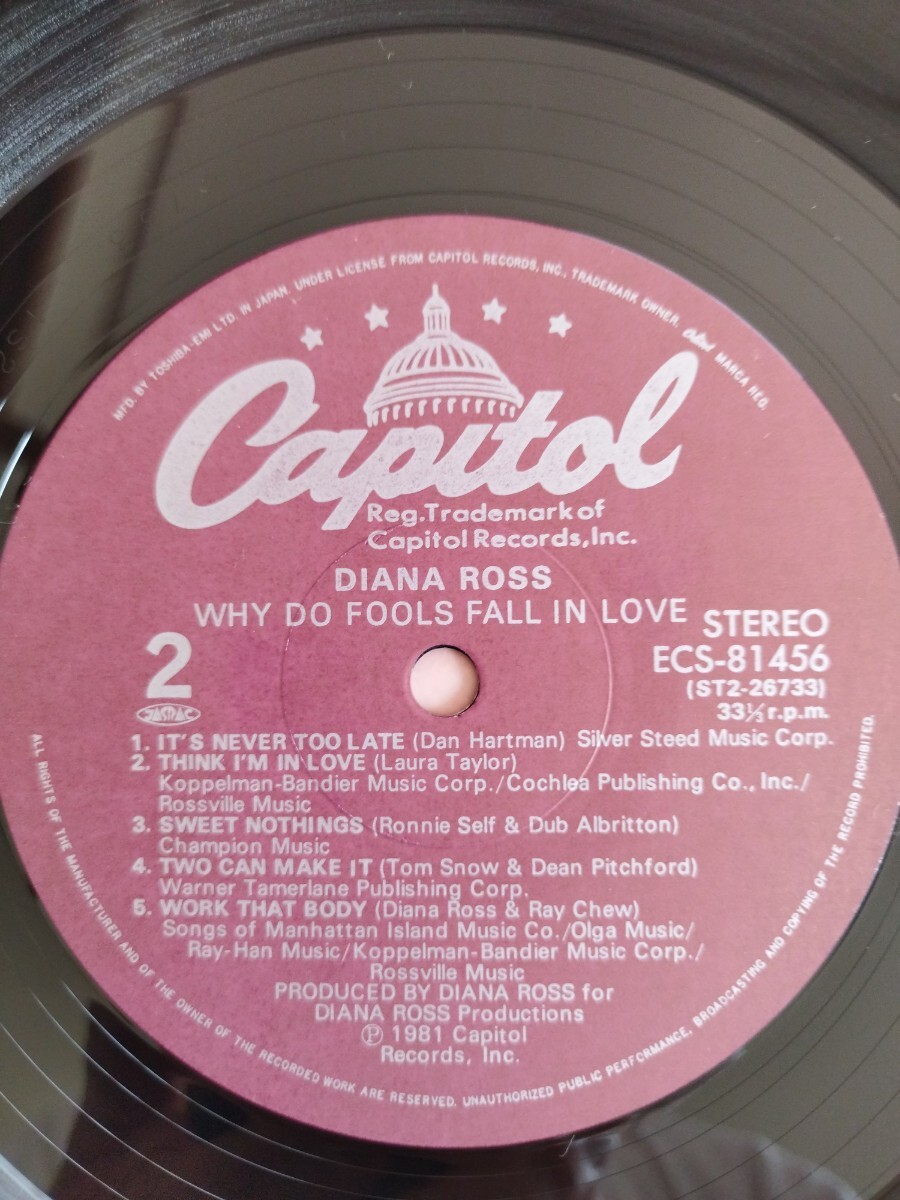 MFD. BY TOSHIBA-EMI LTD. IN JAPAN. UNDER LICENSE FROM CAPITOL RECORDS, INC., TRADEMARK OWNER. Capitol MARCA REG.
Capitol
Reg.Trademark of
Capitol Records,Inc.
DIANA ROSS
WHY DO FOOLS FALL IN LOVE
STEREO
2
ECS-81456
(ST2-26733)
JASRAC
33⅓ r.p.m.
1. IT'S NEVER TOO LATE (Dan Hartman) Silver Steed Music Corp.
2. THINK I'M IN LOVE (Laura Taylor)
Koppelman-Bandier Music Corp./Cochlea Publishing Co., Inc./
Rossville Music
3. SWEET NOTHINGS (Ronnie Self & Dub Albritton)
Champion Music
4. TWO CAN MAKE IT (Tom Snow & Dean Pitchford)
Warner Tamerlane Publishing Corp.
5. WORK THAT BODY (Diana Ross & Ray Chew)
Songs of Manhattan Island Music Co./Olga Music/
Ray-Han Music/Koppelman-Bandier Music Corp./
Rossville Music
PRODUCED BY DIANA ROSS for
DIANA ROSS Productions
℗ 1981 Capitol
Records, Inc.
ALL RIGHTS OF THE MANUFACTURER AND OF THE OWNER OF THE RECORDED WORK ARE RESERVED. UNAUTHORIZED PUBLIC PERFORMANCE, BROADCASTING AND COPYING OF THE RECORD PROHIBITED.